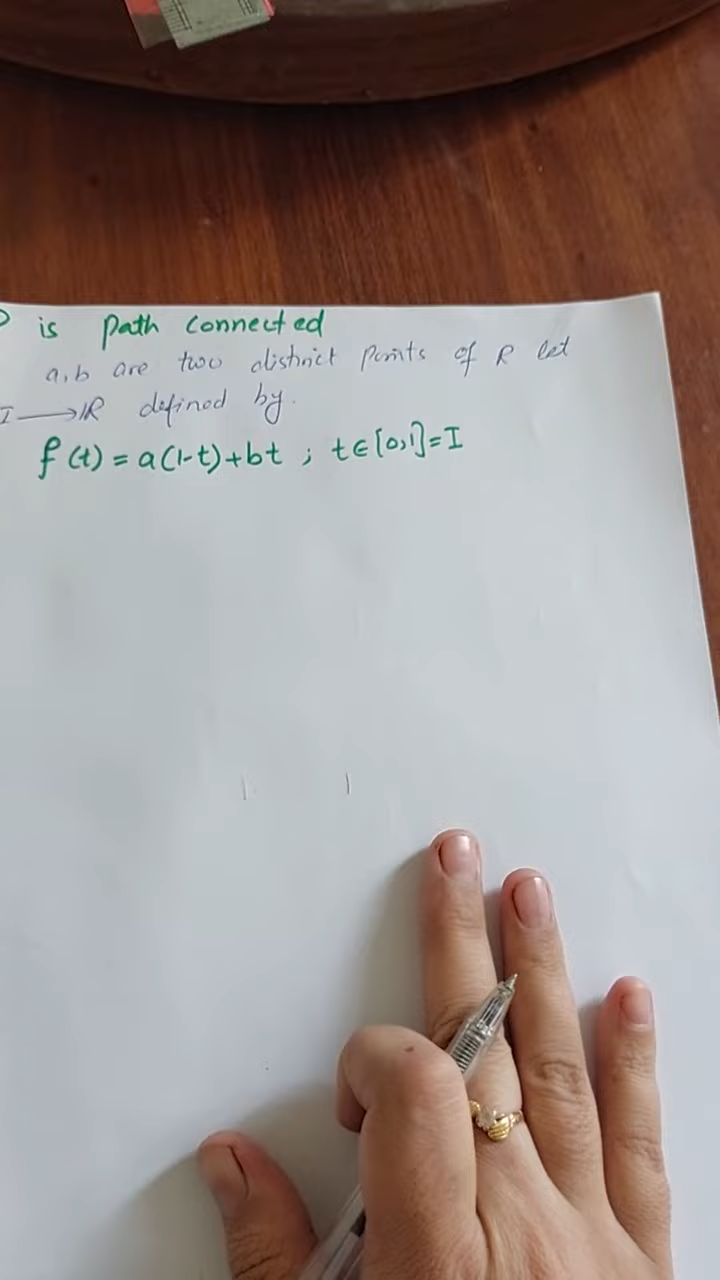 is Path Connected
a,b are two distinct points of R let
I → R defined by.
f(t) = a(1-t)+bt ; t∈[0,1]=I